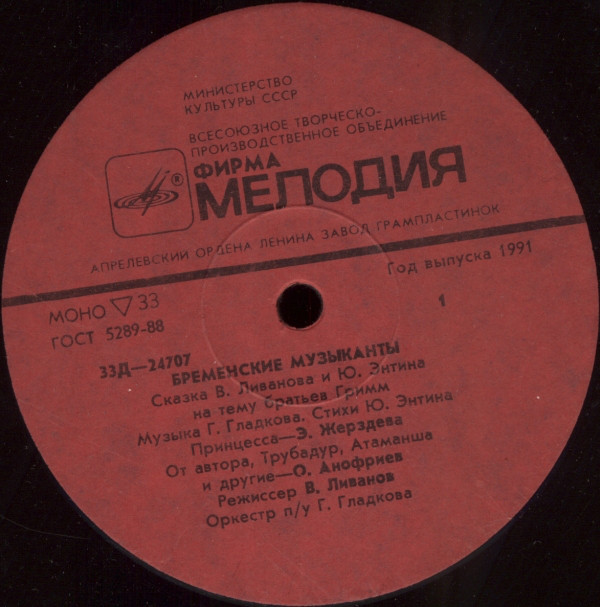 МИНИСТЕРСТВО
КУЛЬТУРЫ СССР
ВСЕСОЮЗНОЕ ТВОРЧЕСКО-
ПРОИЗВОДСТВЕННОЕ ОБЪЕДИНЕНИЕ
ФИРМА
® МЕЛОДИЯ
АПРЕЛЕВСКИЙ ОРДЕНА ЛЕНИНА ЗАВОД ГРАМПЛАСТИНОК
МОНО ▽ 33
Год выпуска 1991
ГОСТ 5289-88
1
33Д—24707
БРЕМЕНСКИЕ МУЗЫКАНТЫ
Сказка В. Ливанова и Ю. Энтина
на тему братьев Гримм
Музыка Г. Гладкова. Стихи Ю. Энтина
Принцесса—Э. Жерздева
От автора, Трубадур, Атаманша
и другие—О. Анофриев
Режиссер В. Ливанов
Оркестр п/у Г. Гладкова